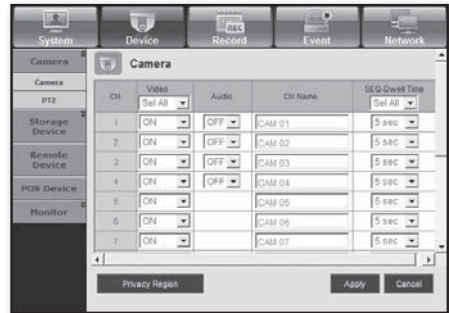 System Device Record Event Network
Camera
Camera
PTZ
Storage Device
Remote Device
POS Device
Monitor
Camera
CH Video Audio CH Name SEQ-Dwell Time
Sel All Sel All
1 ON OFF CAM 01 5 sec
2 ON OFF CAM 02 5 sec
3 ON OFF CAM 03 5 sec
4 ON OFF CAM 04 5 sec
5 ON CAM 05 5 sec
6 ON CAM 06 5 sec
7 ON CAM 07 5 sec
Privacy Region Apply Cancel